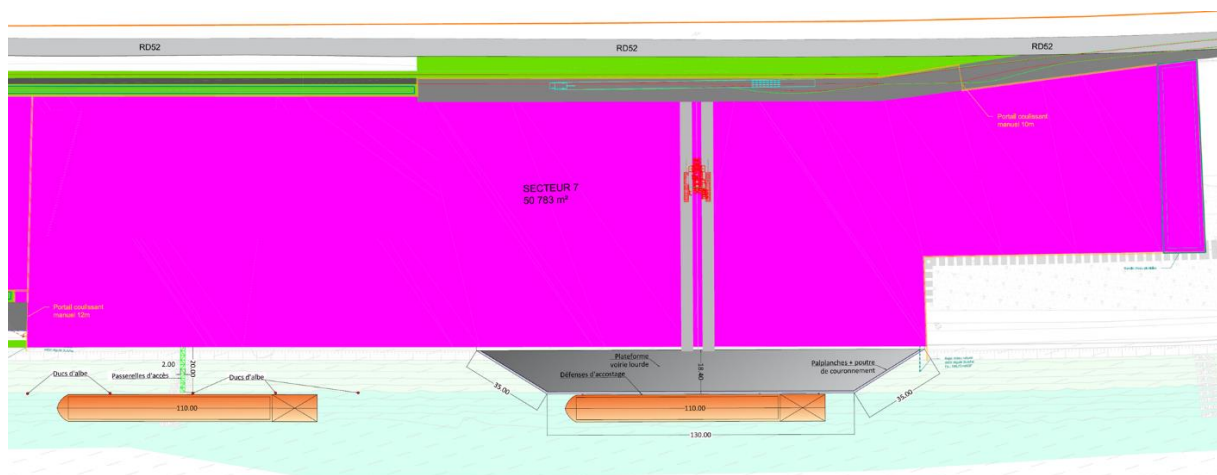 RD52
RD52
RD52
Portail coulissant
manuel 10m
SECTEUR 7
50 783 m²
Portail coulissant
manuel 12m
2.00
20.00
Ducs d'albe
Passerelles d'accès
Ducs d'albe
110.00
Plateforme
voirie lourde
18.40
Défenses d'accostage
Palplanches + poutre
de couronnement
35.00
35.00
110.00
130.00